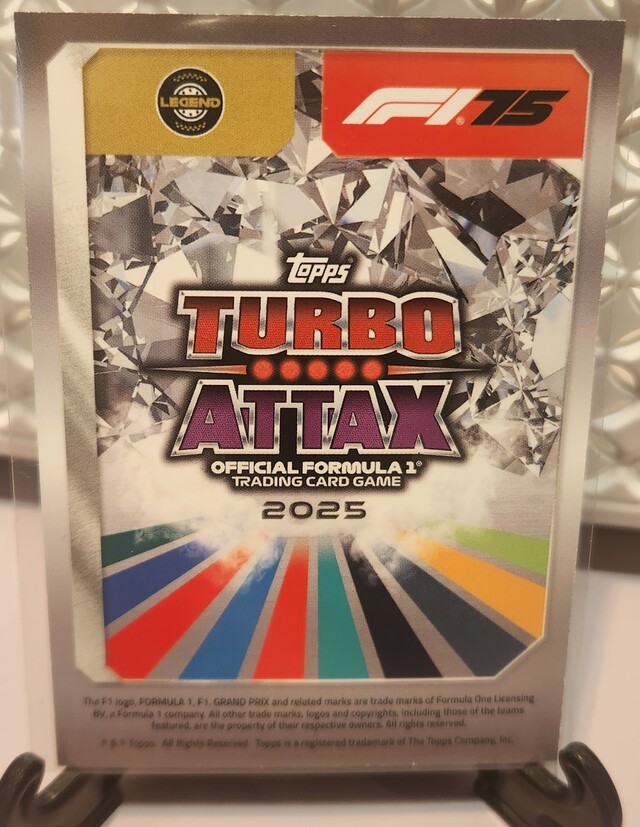 LEGEND
F1.75
Topps
TURBO
ATTAX
OFFICIAL FORMULA 1®
TRADING CARD GAME
2025
The F1 logo, FORMULA 1, F1, GRAND PRIX and related marks are trade marks of Formula One Licensing
BV, a Formula 1 company. All other trade marks, logos and copyrights, including those of the teams
featured, are the property of their respective owners. All rights reserved.
® & © Topps. All Rights Reserved. Topps is a registered trademark of The Topps Company, Inc.